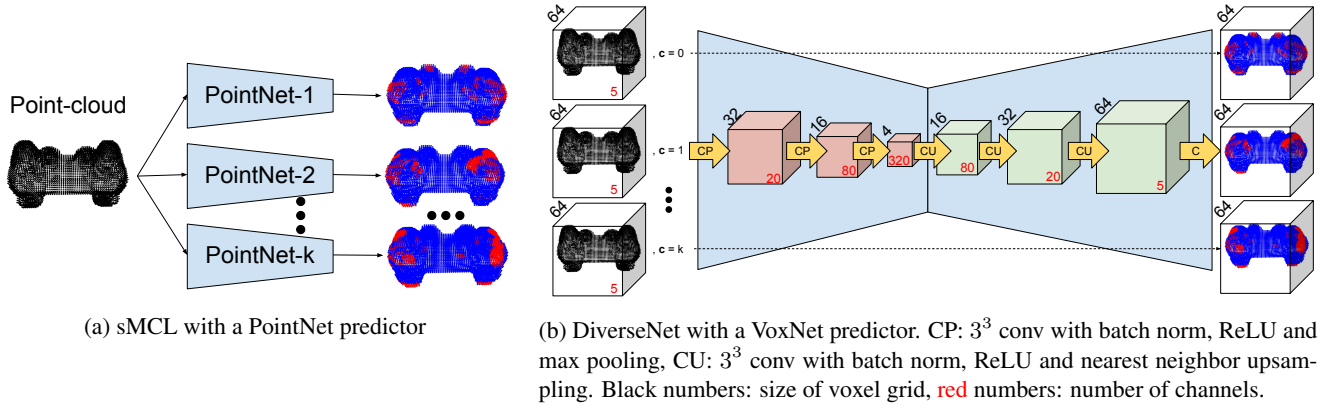 Point-cloud
PointNet-1
PointNet-2
PointNet-k
(a) sMCL with a PointNet predictor
64
5
, c = 0
64
5
, c = 1
64
5
, c = k
CP
32
20
CP
16
80
CP
4
320
CU
16
80
CU
32
20
CU
64
5
C
64
64
64
(b) DiverseNet with a VoxNet predictor. CP: 3³ conv with batch norm, ReLU and
max pooling, CU: 3³ conv with batch norm, ReLU and nearest neighbor upsam-
pling. Black numbers: size of voxel grid, red numbers: number of channels.